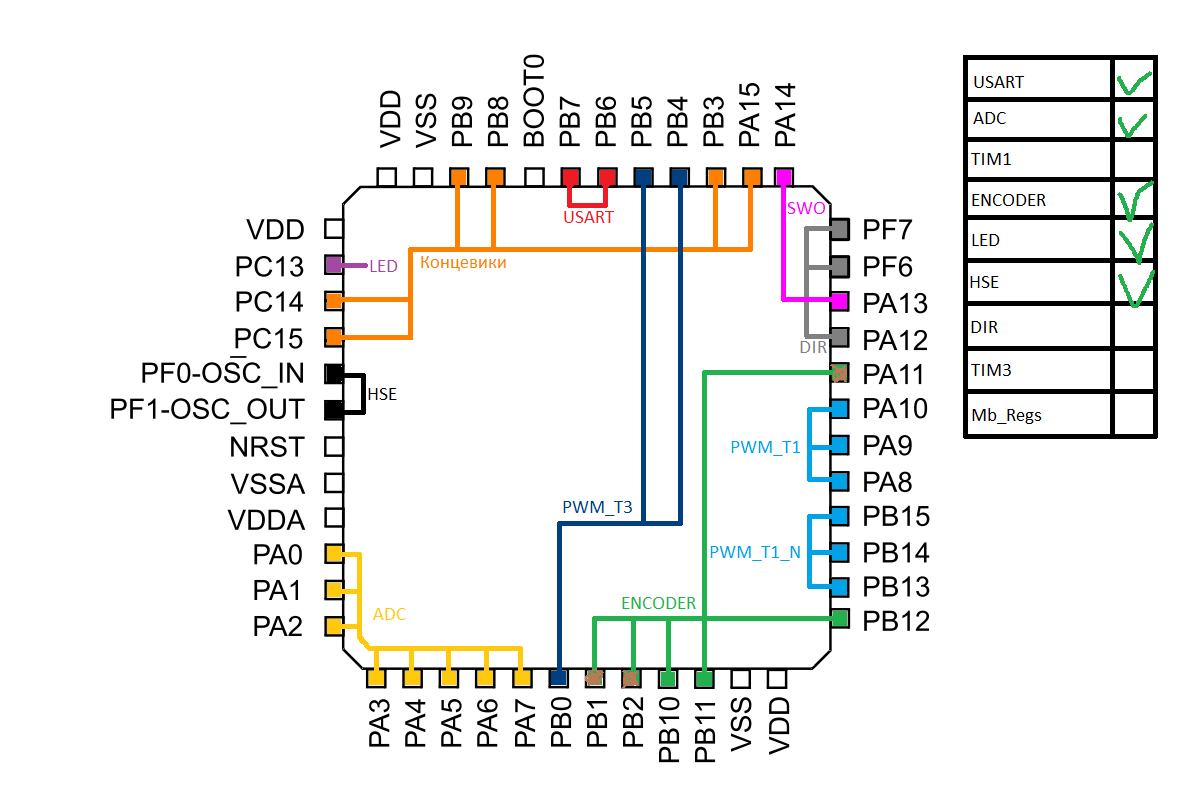 VDD
VSS
PB9
PB8
BOOT0
PB7
PB6
PB5
PB4
PB3
PA15
PA14
VDD
PC13
PC14
PC15
PF0-OSC_IN
PF1-OSC_OUT
NRST
VSSA
VDDA
PA0
PA1
PA2
LED
Концевики
USART
SWO
HSE
DIR
PWM_T3
PWM_T1
PWM_T1_N
ENCODER
ADC
PF7
PF6
PA13
PA12
PA11
PA10
PA9
PA8
PB15
PB14
PB13
PB12
PA3
PA4
PA5
PA6
PA7
PB0
PB1
PB2
PB10
PB11
VSS
VDD
USART
ADC
TIM1
ENCODER
LED
HSE
DIR
TIM3
Mb_Regs